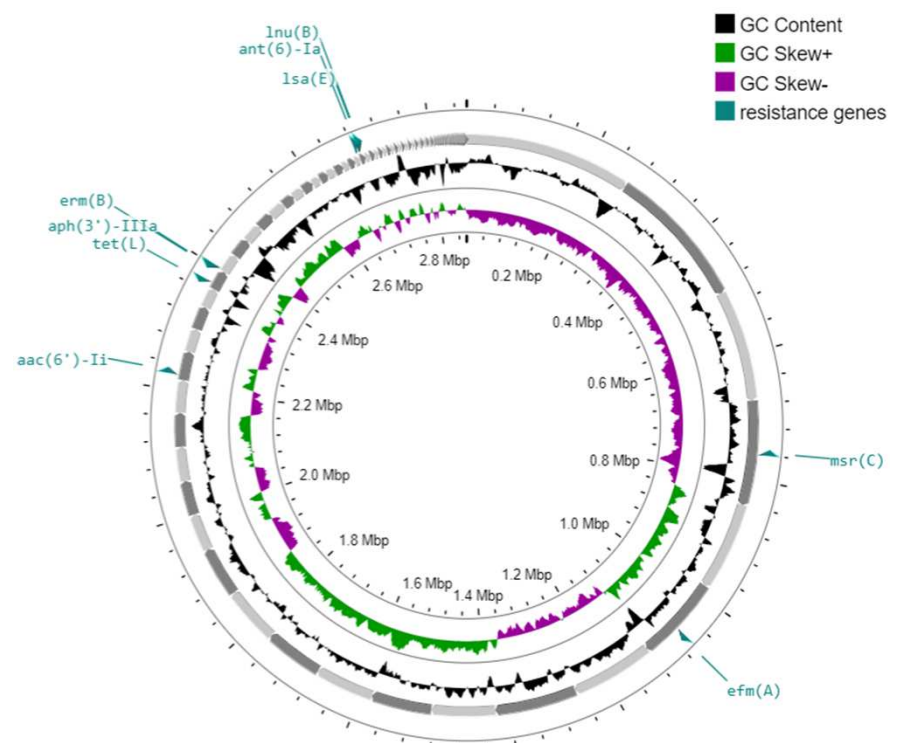 lnu(B)
ant(6)-Ia
lsa(E)
GC Content
GC Skew+
GC Skew-
resistance genes
erm(B)
aph(3')-IIIa
tet(L)
aac(6')-Ii
msr(C)
efm(A)
2.8 Mbp
0.2 Mbp
0.4 Mbp
0.6 Mbp
0.8 Mbp
1.0 Mbp
1.2 Mbp
1.4 Mbp
1.6 Mbp
1.8 Mbp
2.0 Mbp
2.2 Mbp
2.4 Mbp
2.6 Mbp